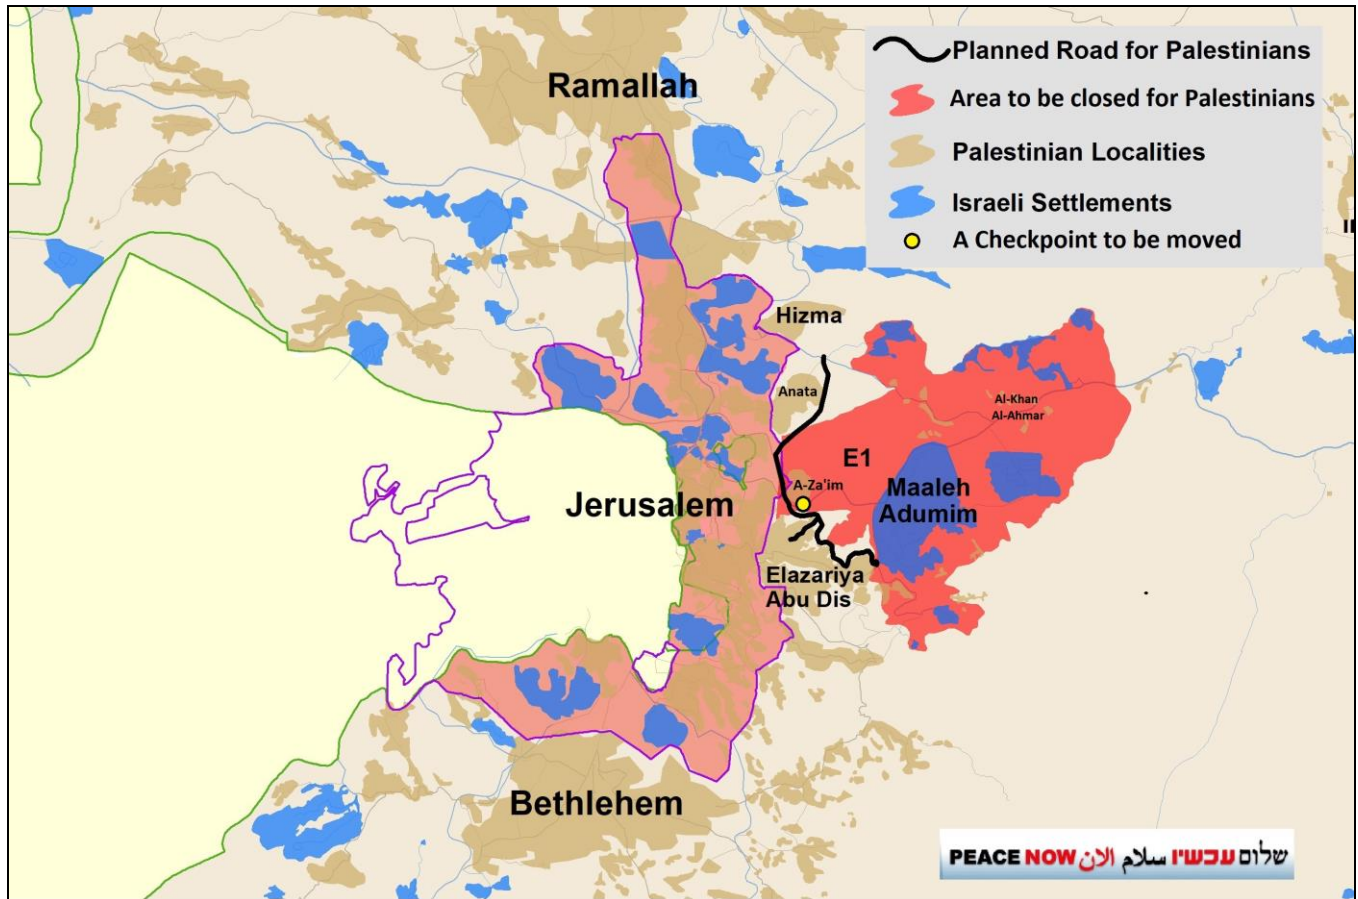 Planned Road for Palestinians
Area to be closed for Palestinians
Palestinian Localities
Israeli Settlements
A Checkpoint to be moved
Ramallah
Hizma
Anata
Al-Khan
Al-Ahmar
E1
A-Za'im
Maaleh
Adumim
Jerusalem
Elazariya
Abu Dis
Bethlehem
PEACE NOW سلام الان שלום עכשיו